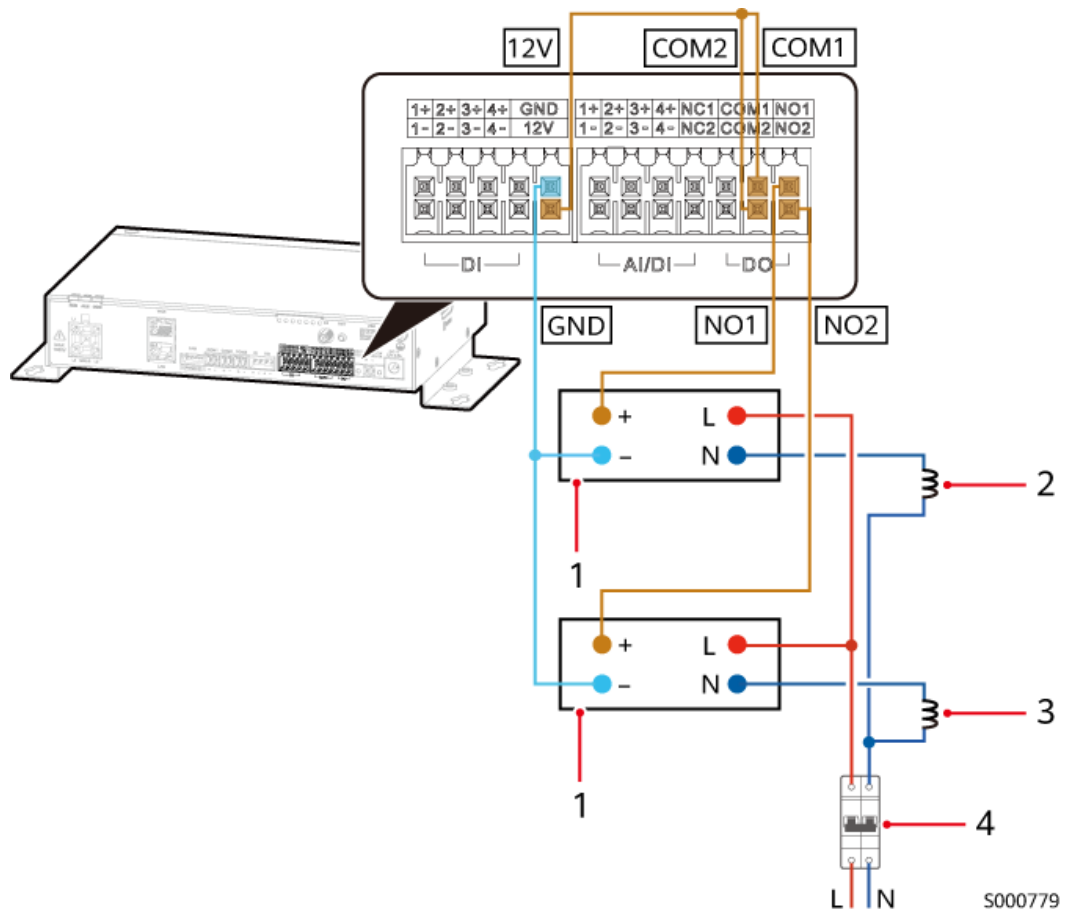 12V COM2 COM1
1+ 2+ 3+ 4+ GND 1+ 2+ 3+ 4+ NC1 COM1 NO1
1- 2- 3- 4- 12V 1- 2- 3- 4- NC2 COM2 NO2
DI AI/DI DO
GND NO1 NO2
+ L
- N
2
1
+ L
- N
3
1
4
L N
S000779